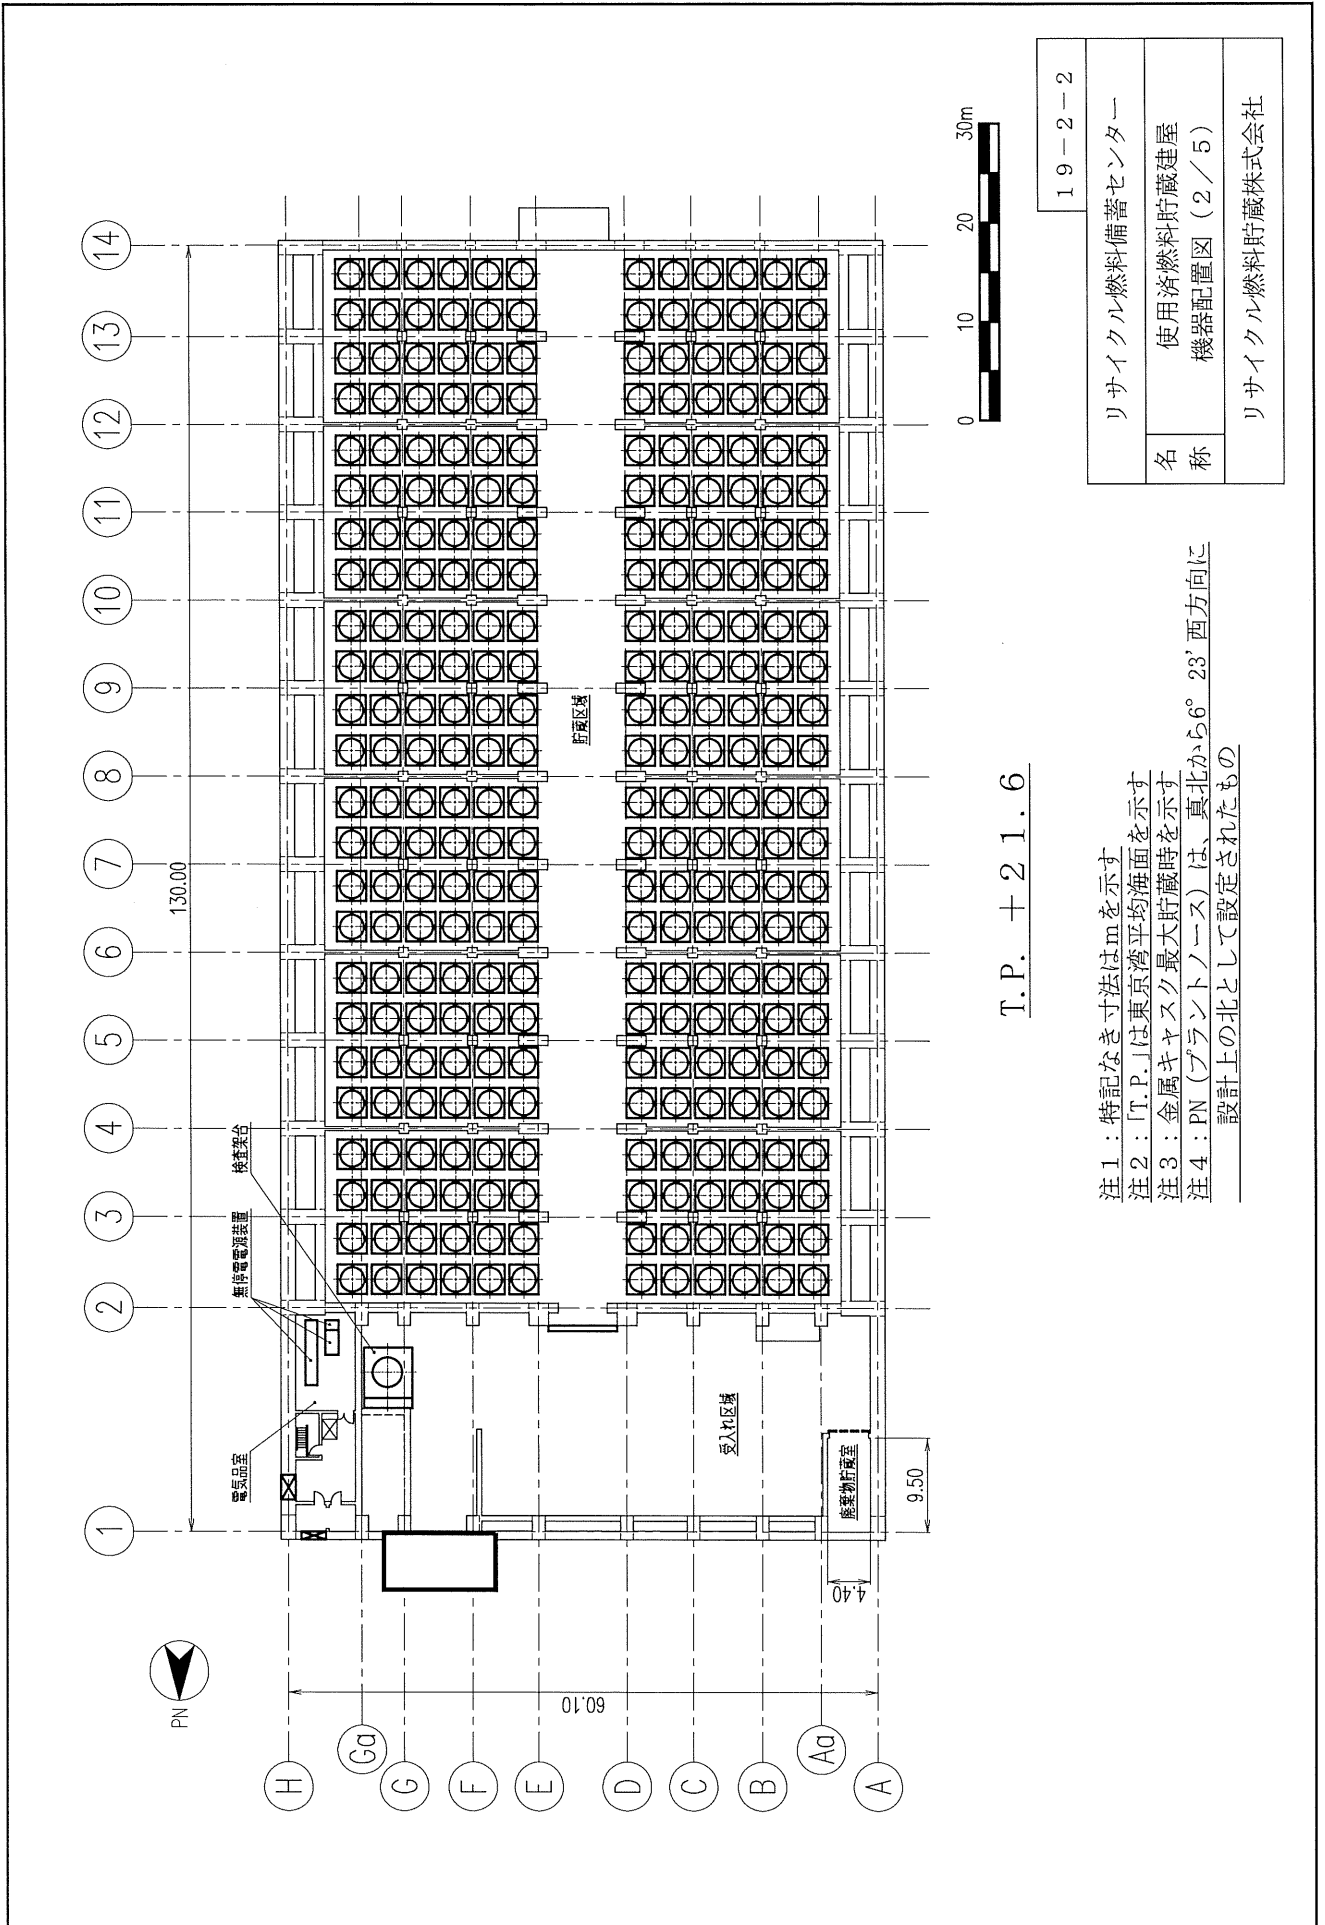 1
2
3
4
5
6
7
8
9
10
11
12
13
14
130.00
電気品室
無停電電源装置
検査架台
貯蔵区域
受入れ区域
廃棄物貯蔵室
9.50
4.40
60.10
PN
H
Ga
G
F
E
D
C
B
Aa
A
T.P. +21.6
0
10
20
30m
注1：特記なき寸法はmを示す
注2：「T.P.」は東京湾平均海面を示す
注3：金属キャスク最大貯蔵時を示す
注4：PN（プラントノース）は、真北から6°23′西方向に
設計上の北として設定されたもの
19－2－2
リサイクル燃料備蓄センター
名称
使用済燃料貯蔵建屋
機器配置図（2／5）
リサイクル燃料貯蔵株式会社